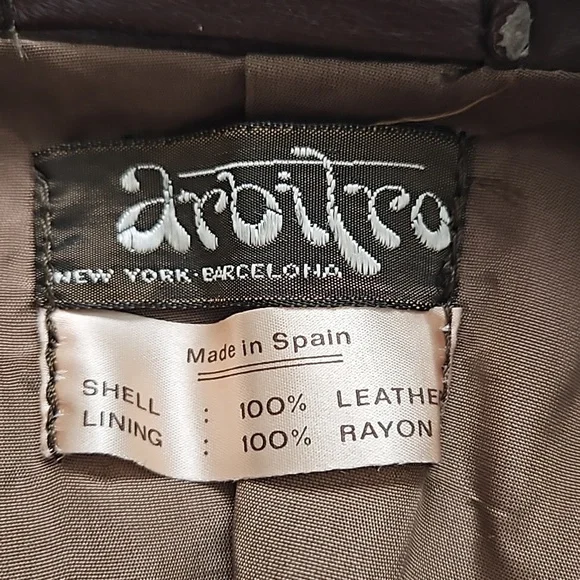 arbitro
NEW YORK · BARCELONA
Made in Spain
SHELL : 100% LEATHE
LINING : 100% RAYON